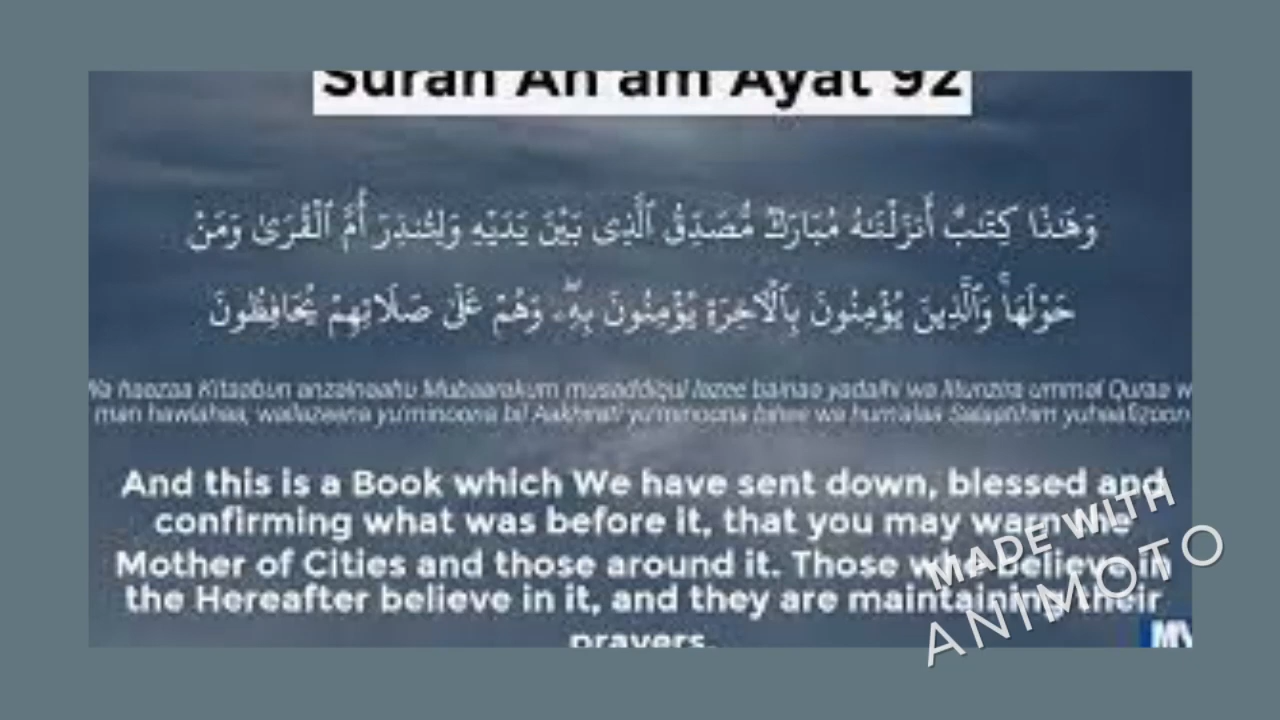 Surah An'am Ayat 92
وَهَـٰذَا كِتَـٰبٌ أَنزَلْنَـٰهُ مُبَارَكٌ مُّصَدِّقُ ٱلَّذِى بَيْنَ يَدَيْهِ وَلِتُنذِرَ أُمَّ ٱلْقُرَىٰ وَمَنْ
حَوْلَهَا ۚ وَٱلَّذِينَ يُؤْمِنُونَ بِٱلْـَٔاخِرَةِ يُؤْمِنُونَ بِهِۦ ۖ وَهُمْ عَلَىٰ صَلَاتِهِمْ يُحَافِظُونَ
Wa haazaa Kitaabun anzalnaahu Mubaarakum musaddiqul lazee bainaa yadaihi wa litunzira ummal Quraa w
man hawlahaa; wallazeena yu'minoona bil Aakhirati yu'minoona bihee wa hum'alaa Salaatihim yuhaafizoon
And this is a Book which We have sent down, blessed and
confirming what was before it, that you may warn the
Mother of Cities and those around it. Those who believe in
the Hereafter believe in it, and they are maintaining their
prayers.
MADE WITH
ANIMOTO
MY